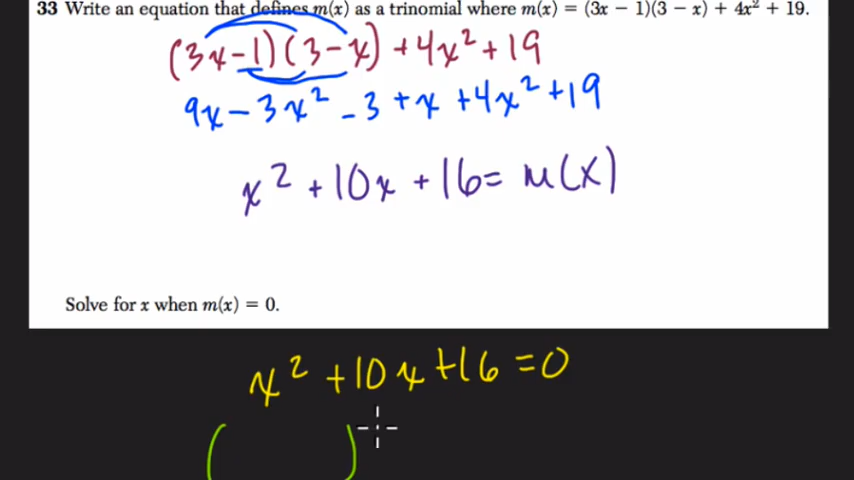 33 Write an equation that defines m(x) as a trinomial where m(x) = (3x − 1)(3 − x) + 4x² + 19.
(3x-1)(3-x) +4x²+19
9x-3x²-3+x+4x²+19
x²+10x+16= m(x)
Solve for x when m(x) = 0.
x²+10x+16=0
( )